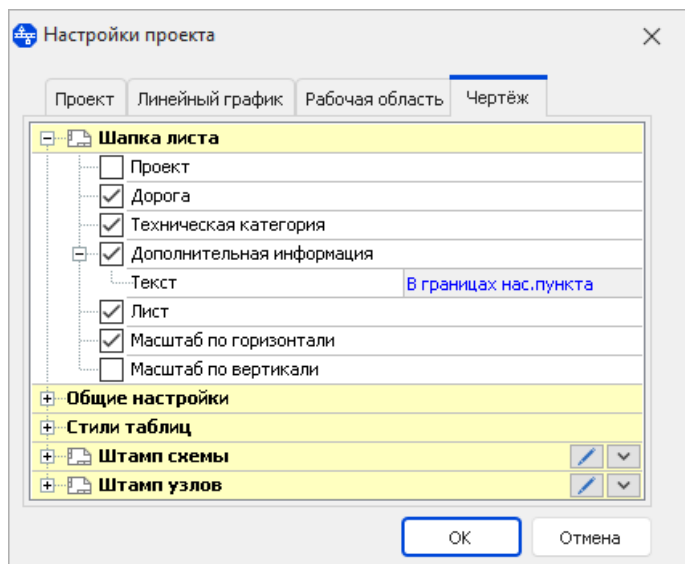 Настройки проекта
Проект Линейный график Рабочая область Чертёж
Шапка листа
Проект
Дорога
Техническая категория
Дополнительная информация
Текст В границах нас.пункта
Лист
Масштаб по горизонтали
Масштаб по вертикали
Общие настройки
Стили таблиц
Штамп схемы
Штамп узлов
OK Отмена